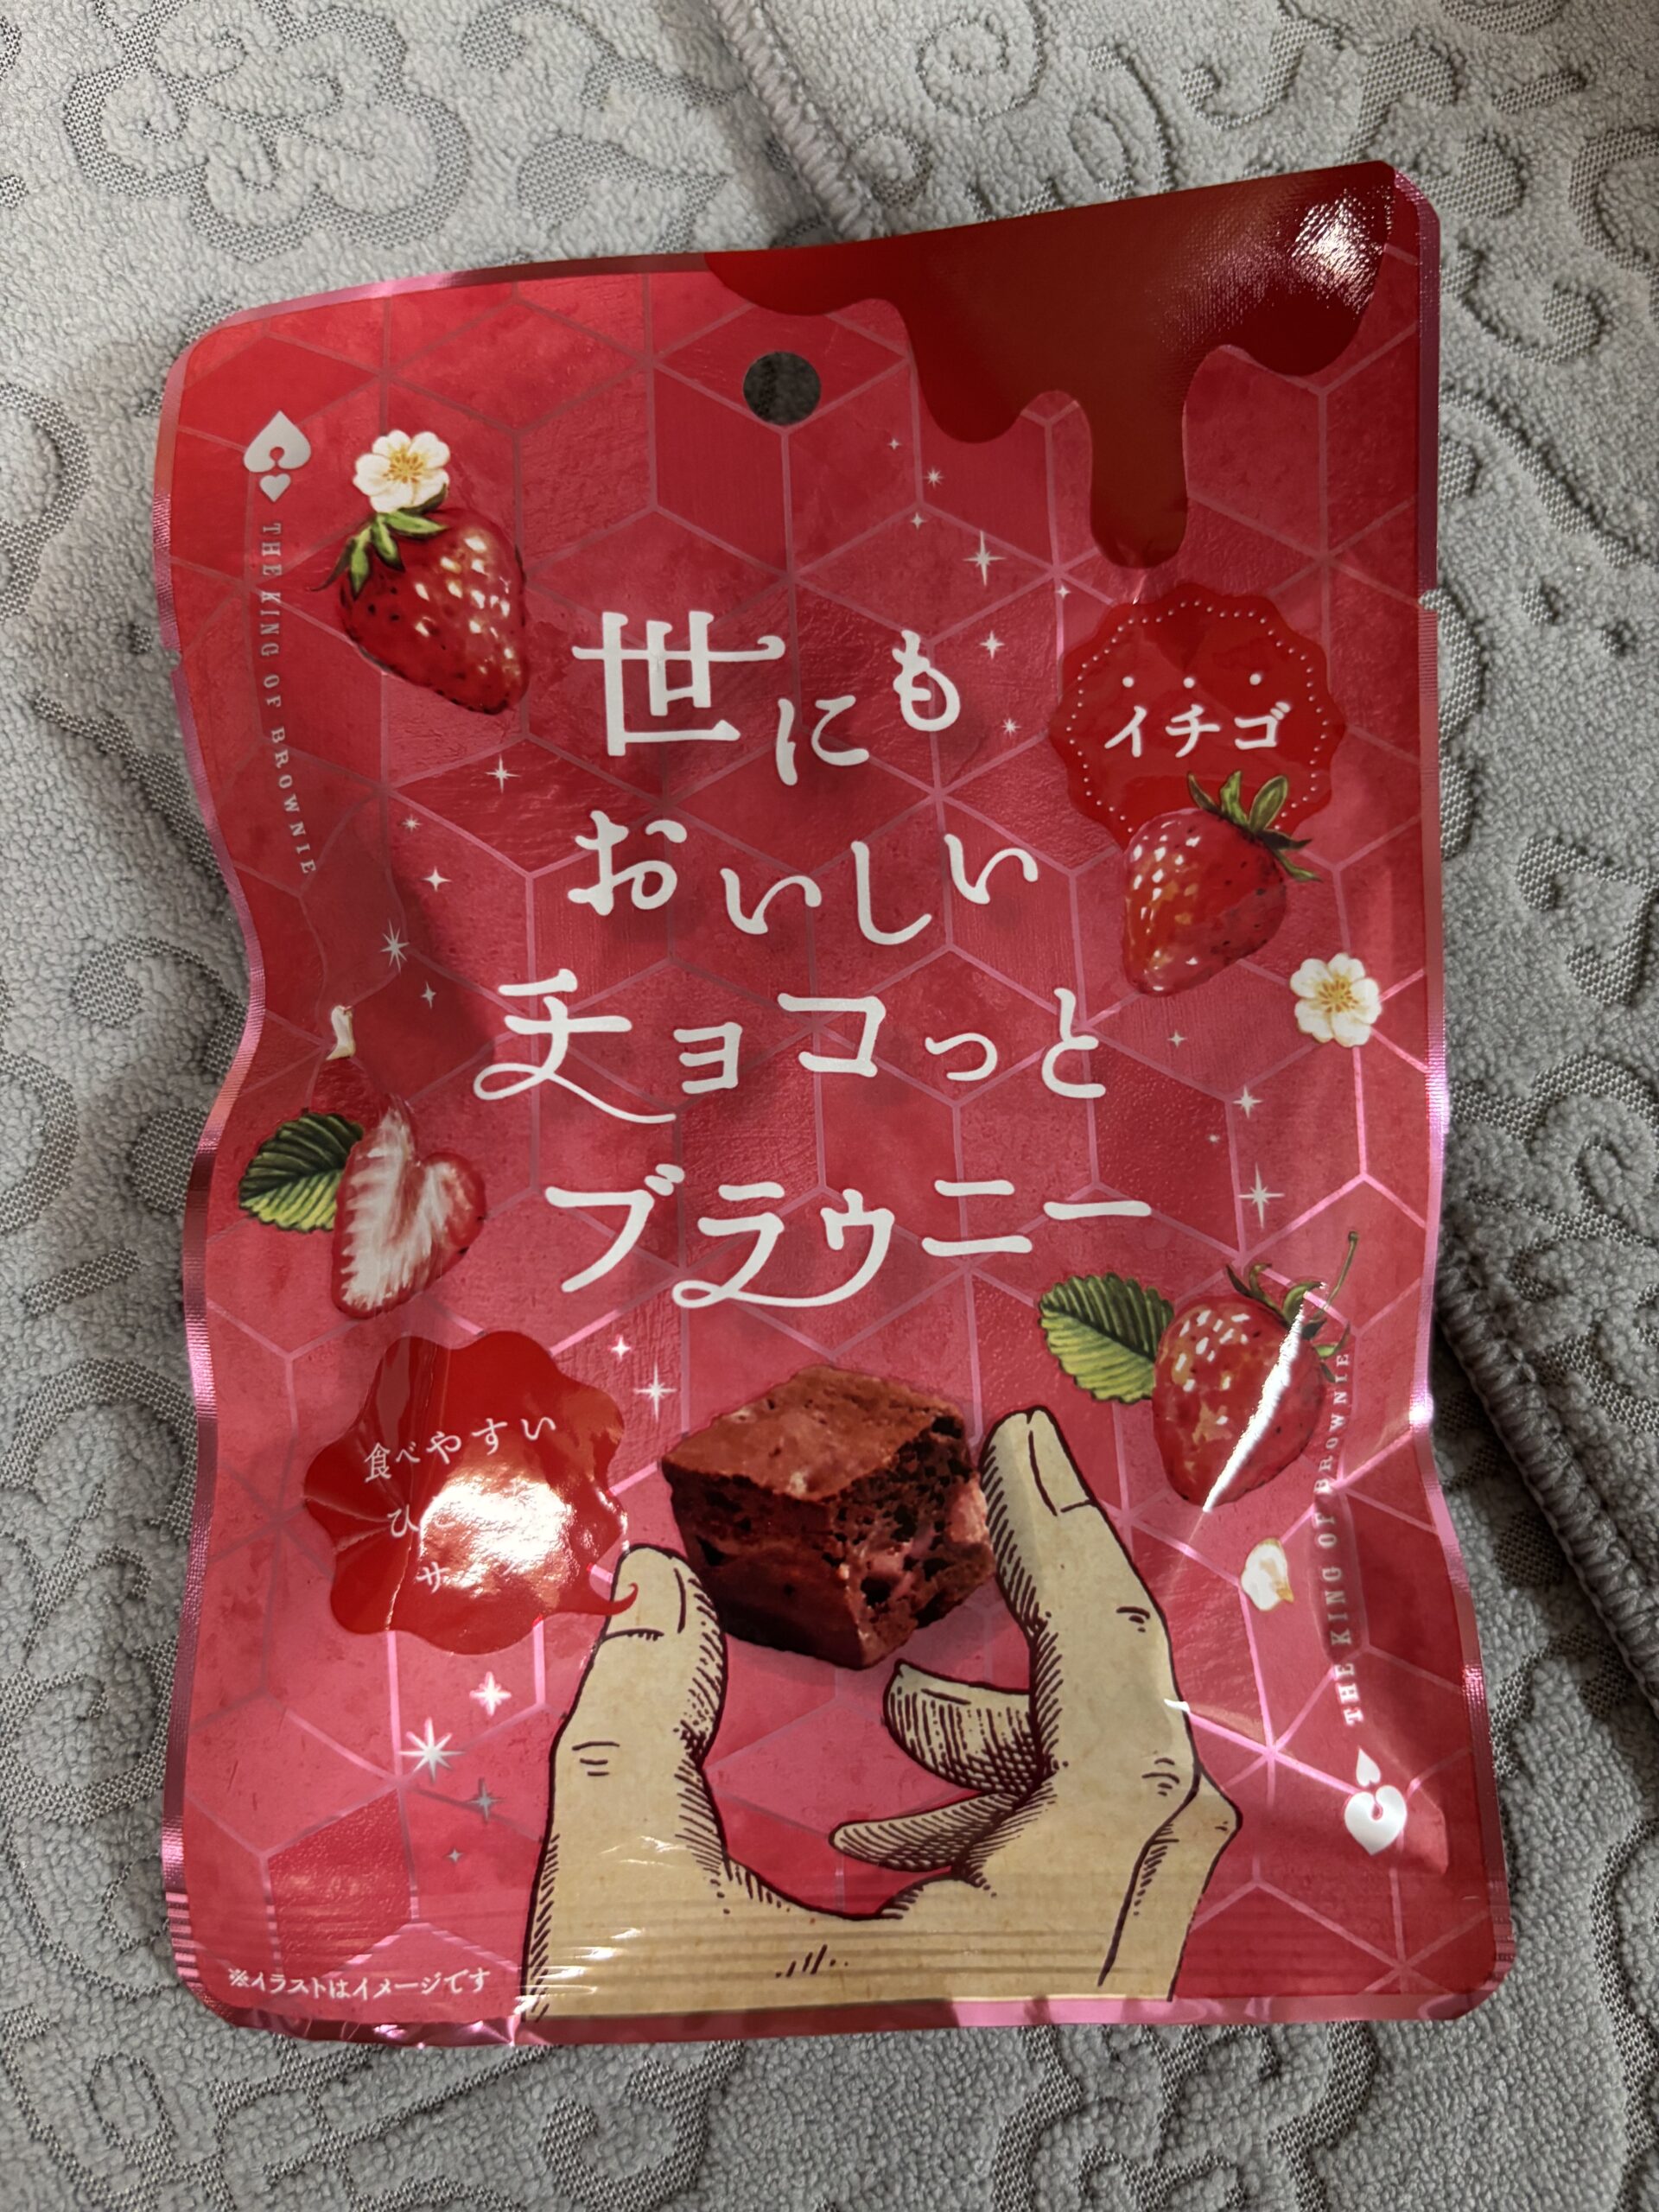 THE KING OF BROWNIE
世にも
おいしい
チョコっと
ブラウニー
イチゴ
食べやすい
THE KING OF BROWNIE
※イラストはイメージです